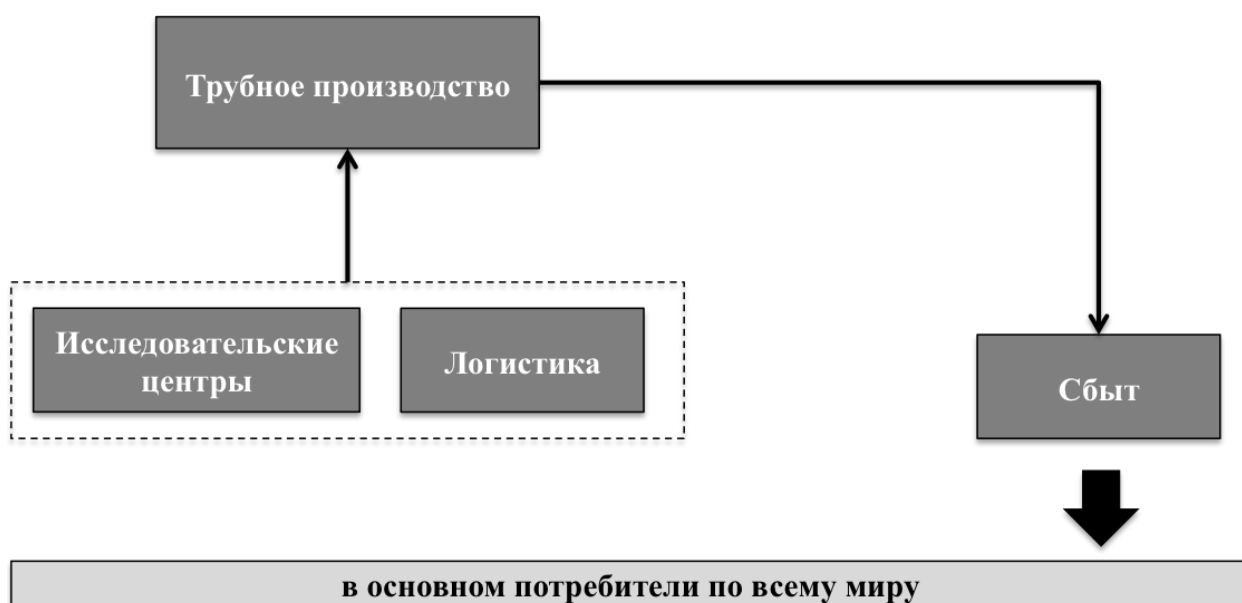 Трубное производство
Исследовательские
центры
Логистика
Сбыт
в основном потребители по всему миру